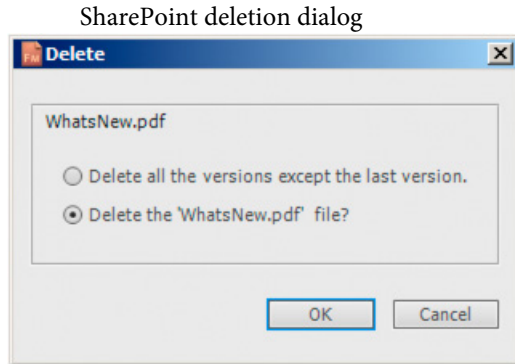 SharePoint deletion dialog
FM Delete
WhatsNew.pdf
Delete all the versions except the last version.
Delete the 'WhatsNew.pdf' file?
OK Cancel